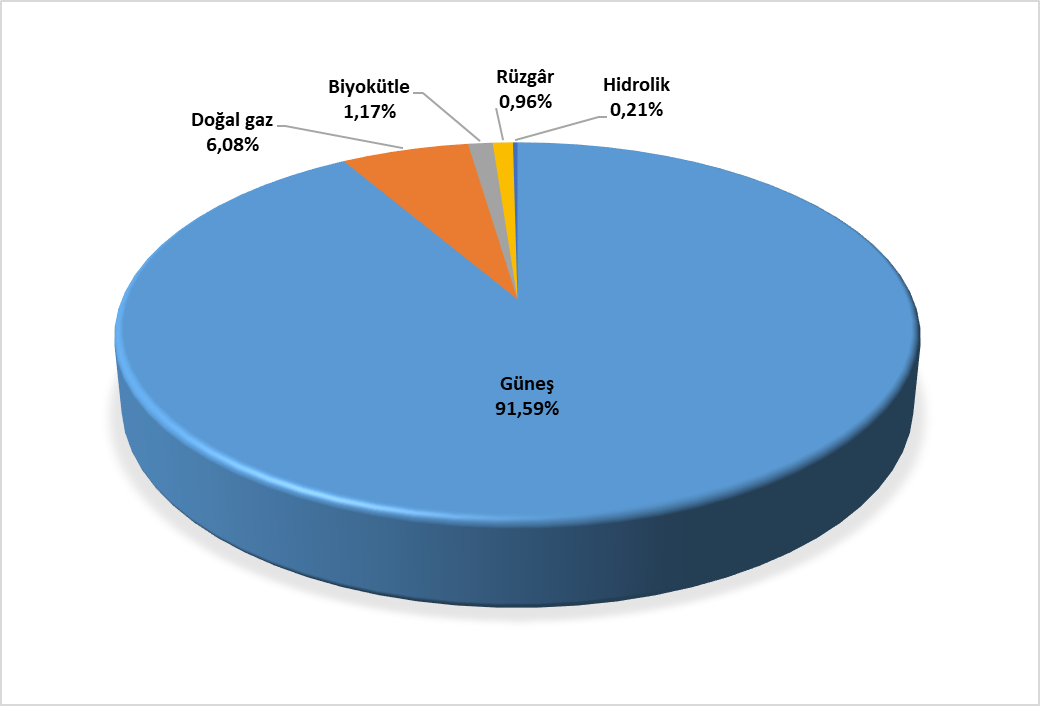 Doğal gaz
6,08%
Biyokütle
1,17%
Rüzgâr
0,96%
Hidrolik
0,21%
Güneş
91,59%